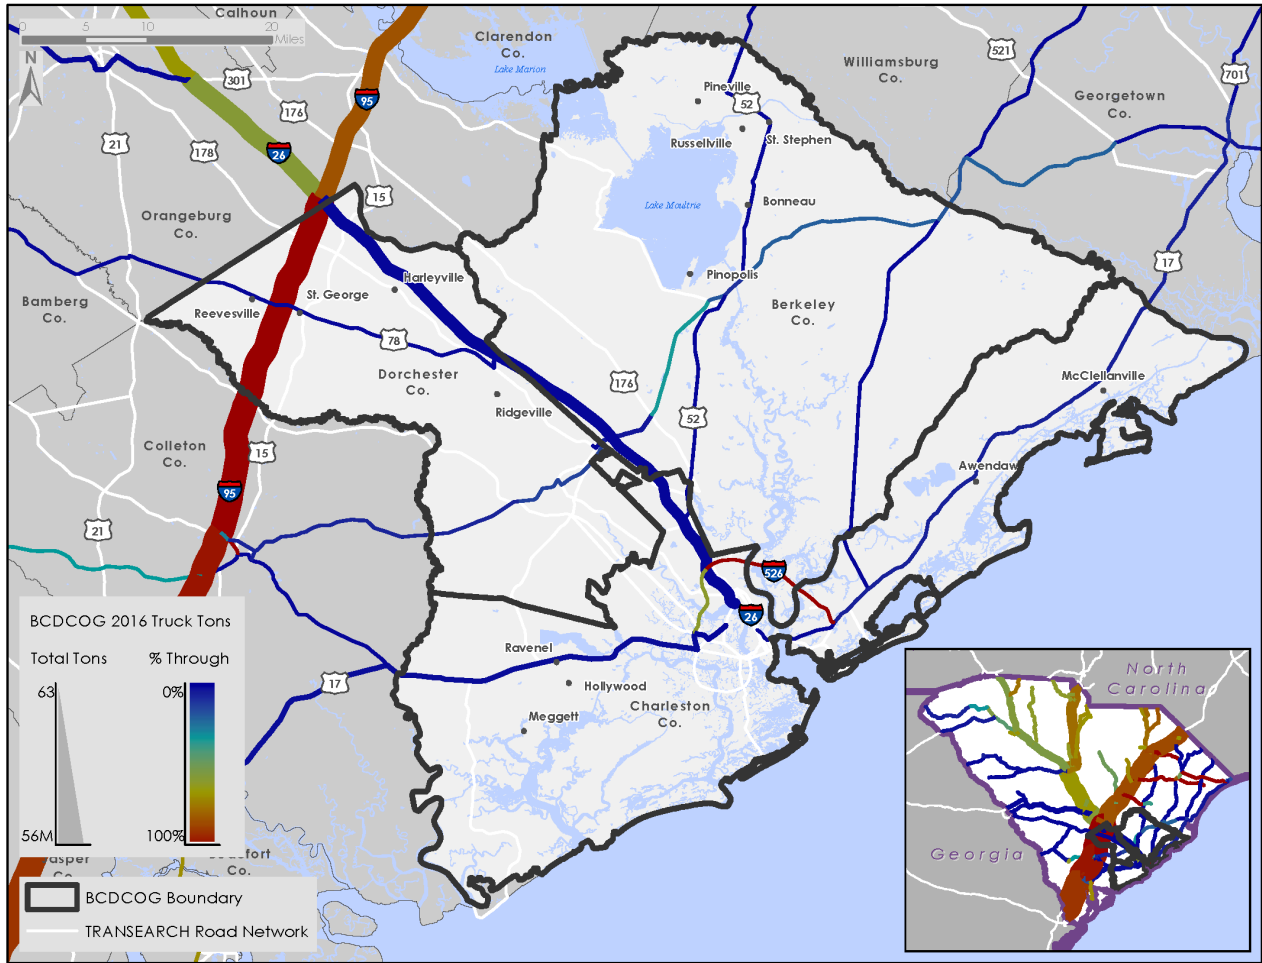 Calhoun
0
5
10
20
Miles
N
Clarendon
Co.
Lake Marion
Williamsburg
Co.
521
701
Georgetown
Co.
301
95
176
21
178
26
Pineville
52
Russellville
St. Stephen
15
Lake Moultrie
Bonneau
Orangeburg
Co.
17
Pinopolis
Harleyville
St. George
Reevesville
Bamberg
Co.
Berkeley
Co.
78
Dorchester
Co.
176
Ridgeville
52
McClellanville
Colleton
Co.
15
Awendaw
95
21
526
26
BCDCOG 2016 Truck Tons
Total Tons
% Through
63
0%
56M
100%
Ravenel
17
Hollywood
Meggett
Charleston
Co.
North
Carolina
Georgia
asper
Co.
Co.
BCDCOG Boundary
TRANSEARCH Road Network